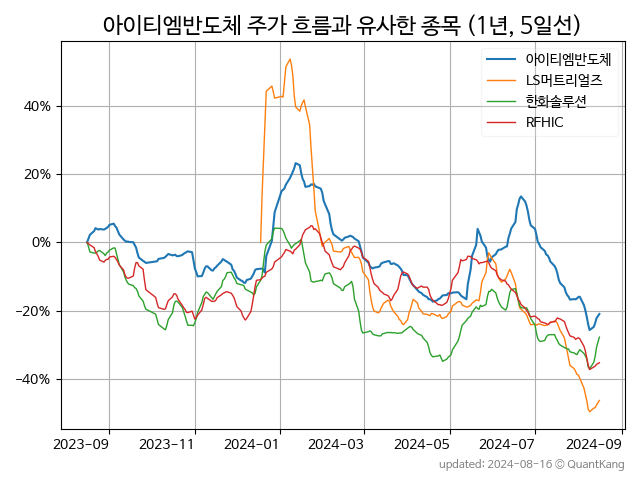 아이티엠반도체 주가 흐름과 유사한 종목 (1년, 5일선)
아이티엠반도체
LS머트리얼즈
한화솔루션
RFHIC
40%
20%
0%
−20%
−40%
2023-09 2023-11 2024-01 2024-03 2024-05 2024-07 2024-09
updated: 2024-08-16 © QuantKang